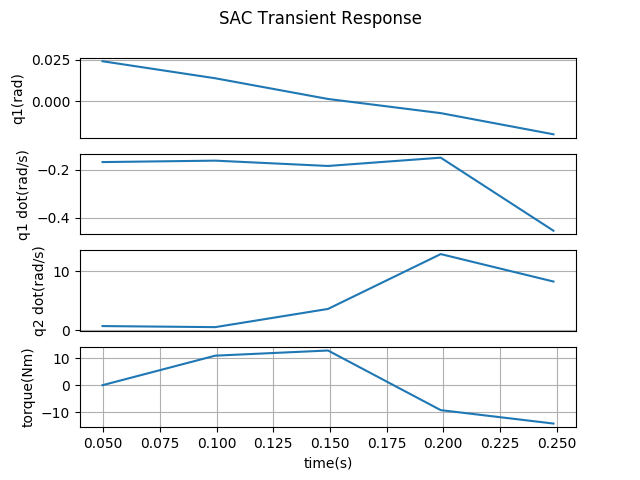 SAC Transient Response
0.025
0.000
q1(rad)
−0.2
−0.4
q1 dot(rad/s)
10
0
q2 dot(rad/s)
10
0
−10
torque(Nm)
0.050 0.075 0.100 0.125 0.150 0.175 0.200 0.225 0.250
time(s)